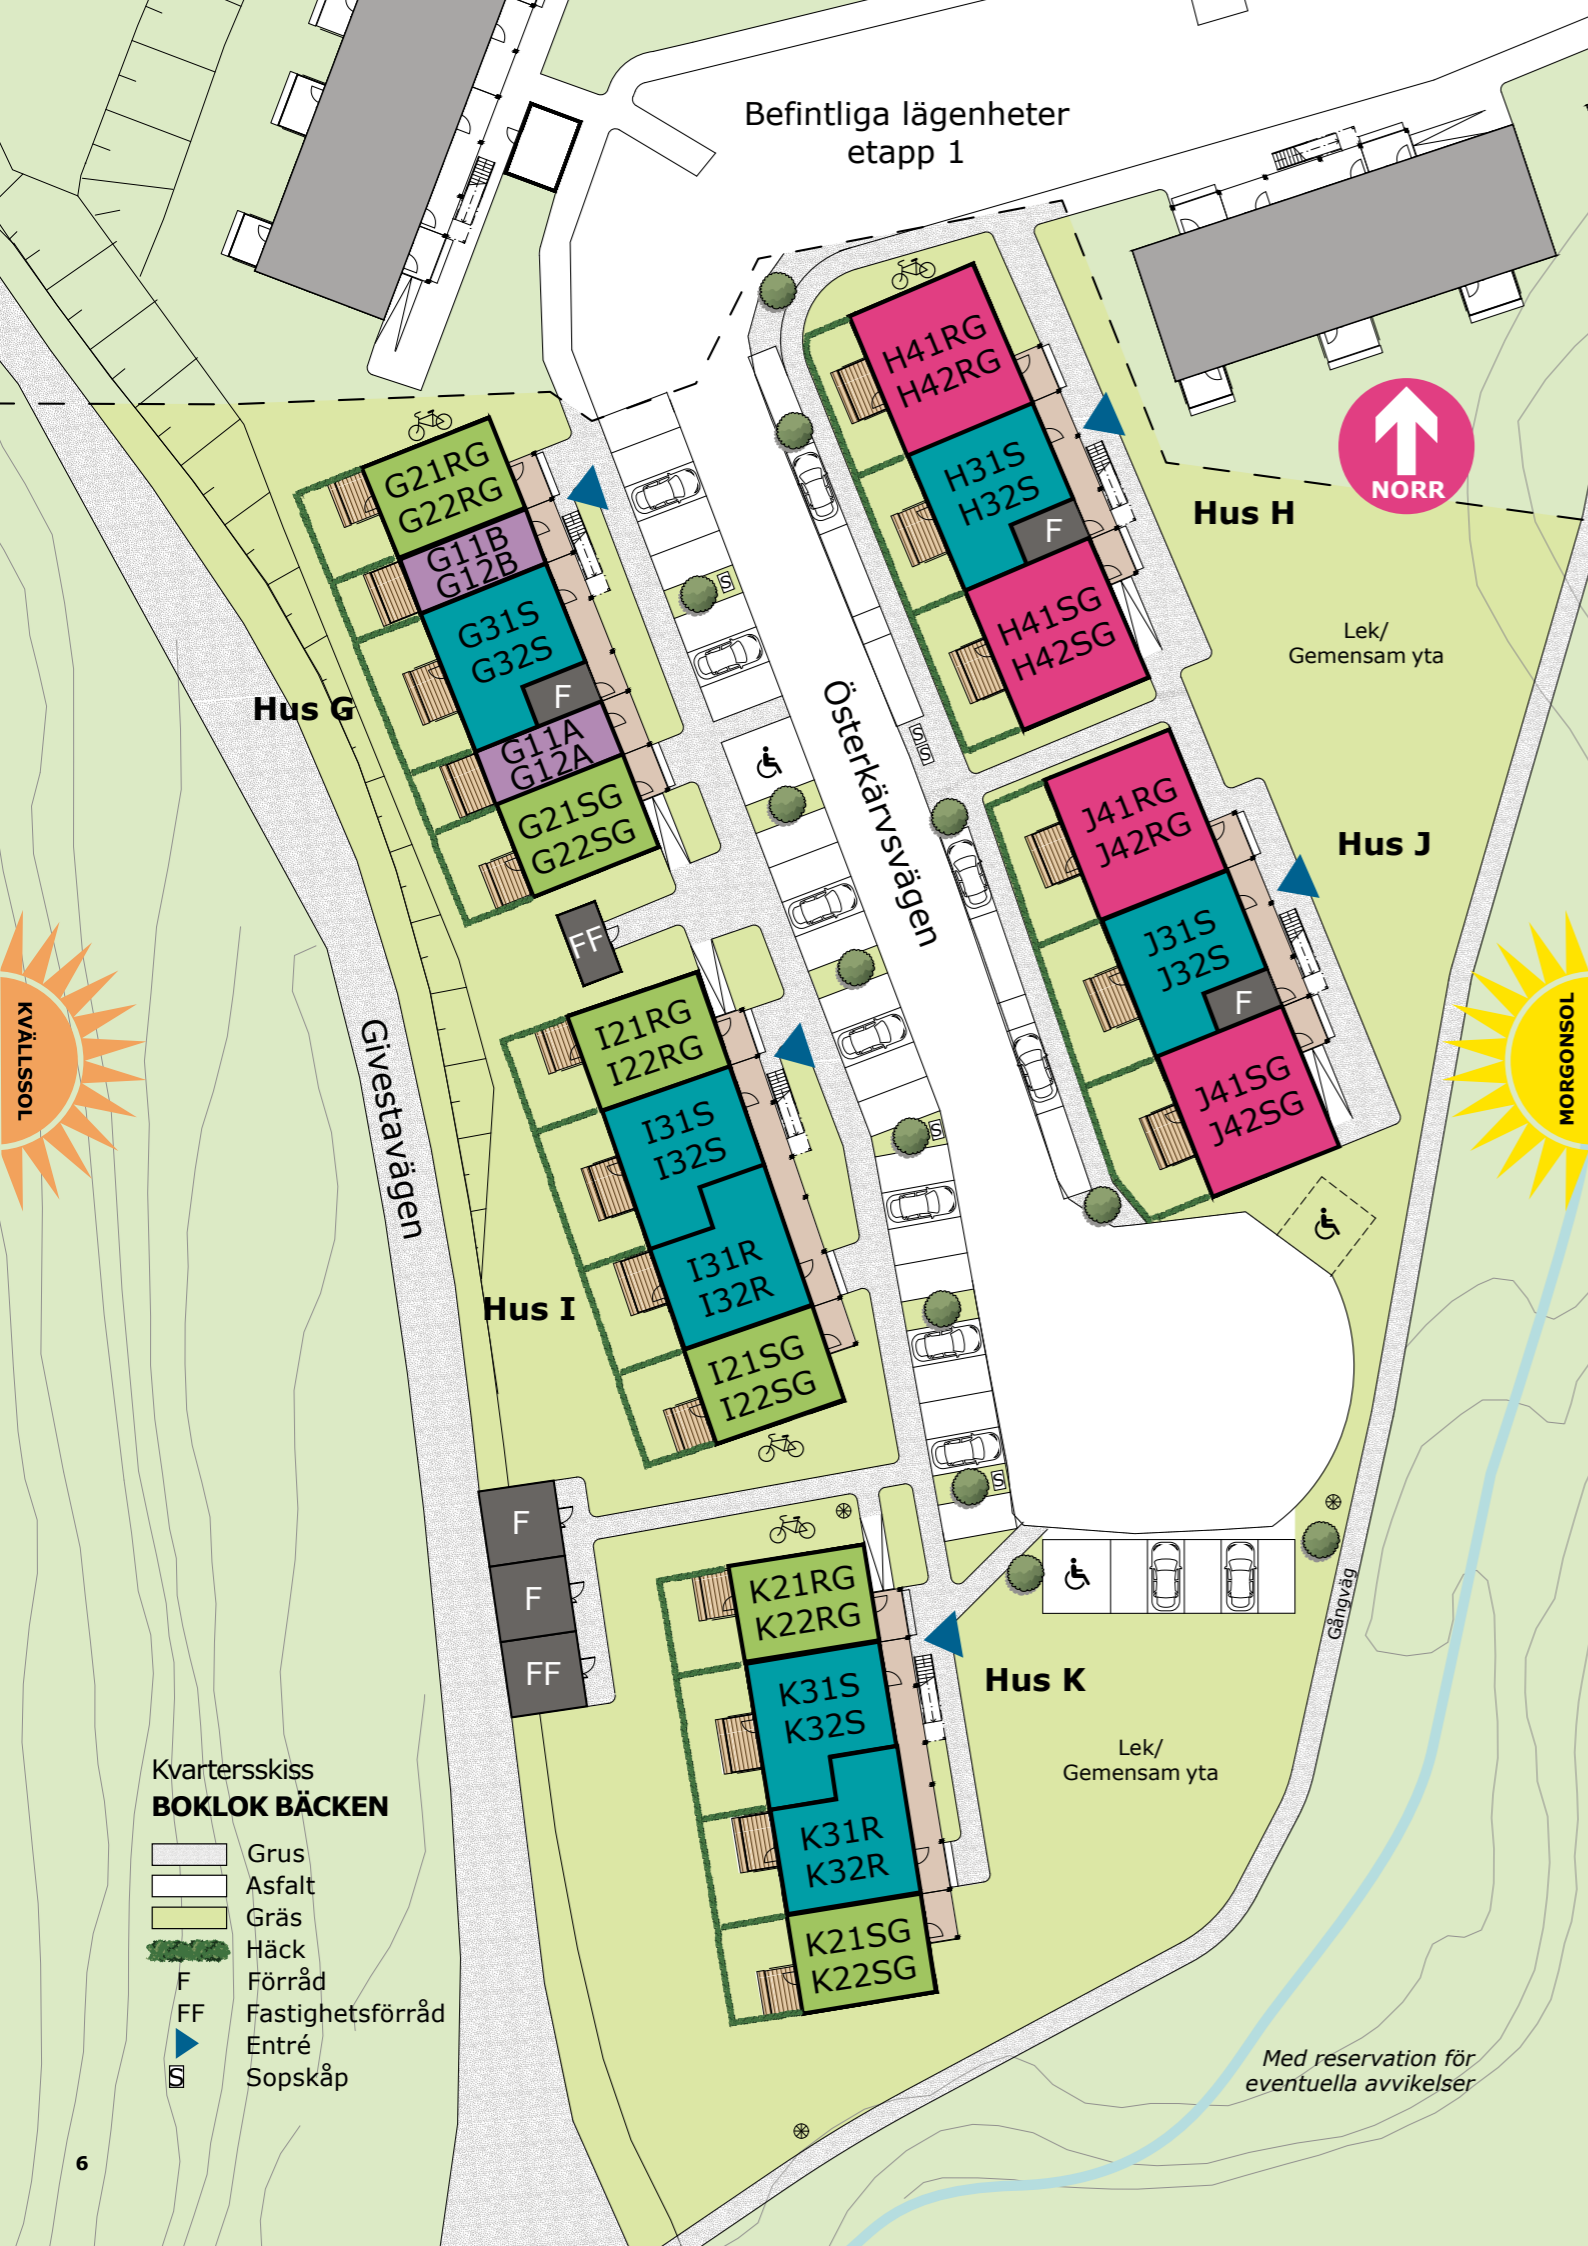 Befintliga lägenheter
etapp 1
H41RG
H42RG
H31S
H32S
F
H41SG
H42SG
Hus H
NORR
G21RG
G22RG
G11B
G12B
G31S
G32S
F
G11A
G12A
G21SG
G22SG
Hus G
S
Lek/
Gemensam yta
Österkärvsvägen
S
S
J41RG
J42RG
J31S
J32S
F
J41SG
J42SG
Hus J
FF
KVÄLLSSOL
MORGONSOL
Givestavägen
I21RG
I22RG
I31S
I32S
I31R
I32R
I21SG
I22SG
Hus I
S
S
F
F
FF
K21RG
K22RG
K31S
K32S
K31R
K32R
K21SG
K22SG
Hus K
Gångväg
Lek/
Gemensam yta
Kvartersskiss
BOKLOK BÄCKEN
Grus
Asfalt
Gräs
Häck
F Förråd
FF Fastighetsförråd
Entré
S Sopskåp
Med reservation för
eventuella avvikelser
6